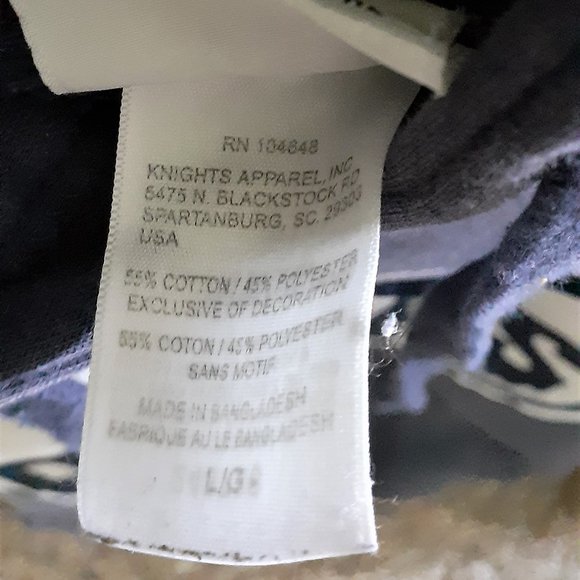 RN 104848
KNIGHTS APPAREL, INC
5475 N. BLACKSTOCK RD
SPARTANBURG, SC. 29303
USA
55% COTTON / 45% POLYESTER
EXCLUSIVE OF DECORATION
55% COTON / 45% POLYESTER
SANS MOTIF
MADE IN BANGLADESH
FABRIQUE AU LE BANGLADESH
L/G